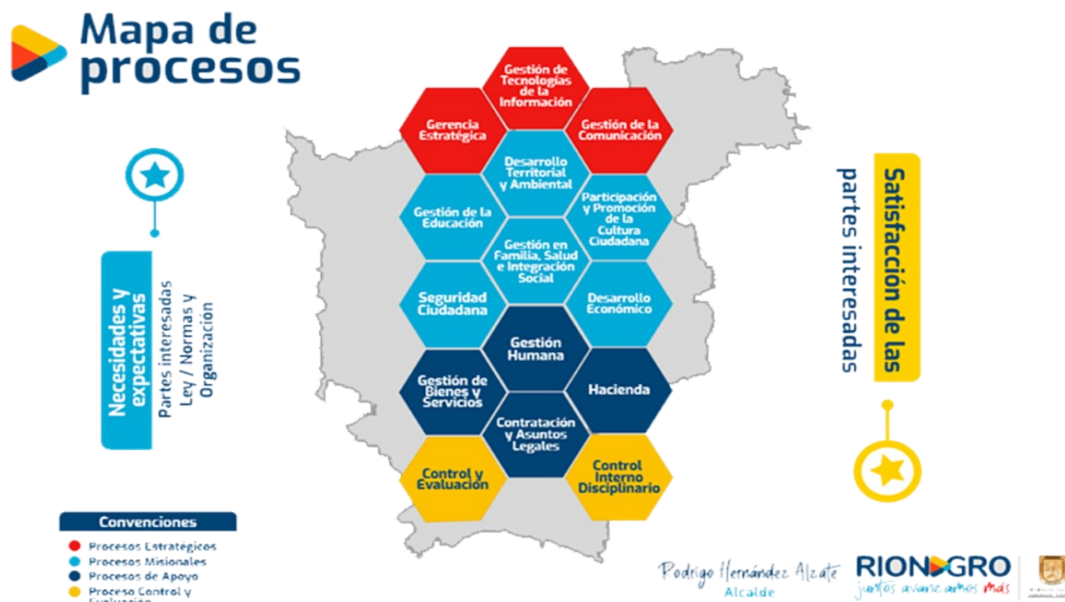 Mapa de
procesos
Gestión de
Tecnologías
de la
Información
Gerencia
Estratégica
Gestión de la
Comunicación
Desarrollo
Territorial
y Ambiental
Gestión de la
Educación
Participación
y Promoción
de la
Cultura
Ciudadana
Gestión en
Familia, Salud
e Integración
Social
Seguridad
Ciudadana
Desarrollo
Económico
Gestión
Humana
Gestión de
Bienes y
Servicios
Hacienda
Contratación
y Asuntos
Legales
Control y
Evaluación
Control
Interno
Disciplinario
Necesidades y
expectativas
Partes interesadas
Ley / Normas y
Organización
Satisfacción de las
partes interesadas
Convenciones
Procesos Estratégicos
Procesos Misionales
Procesos de Apoyo
Proceso Control y
Evaluación
Rodrigo Hernández Alzate
Alcalde
RIONEGRO
juntos avanzamos más